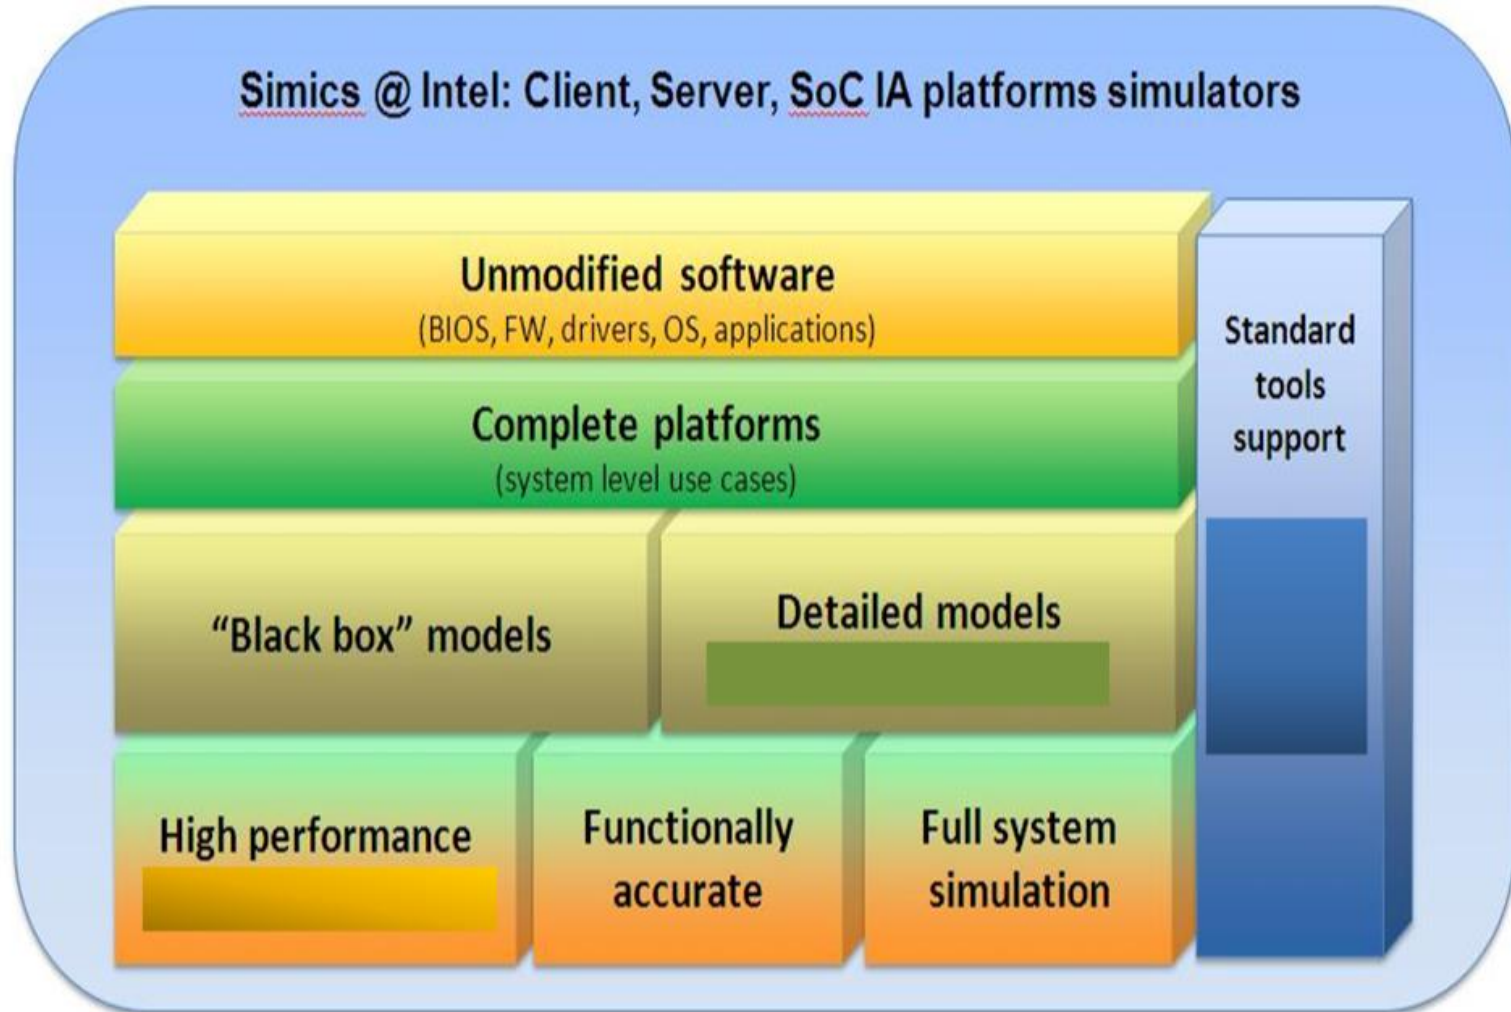 Simics @ Intel: Client, Server, SoC IA platforms simulators
Unmodified software
(BIOS, FW, drivers, OS, applications)
Complete platforms
(system level use cases)
"Black box" models
Detailed models
High performance
Functionally
accurate
Full system
simulation
Standard
tools
support